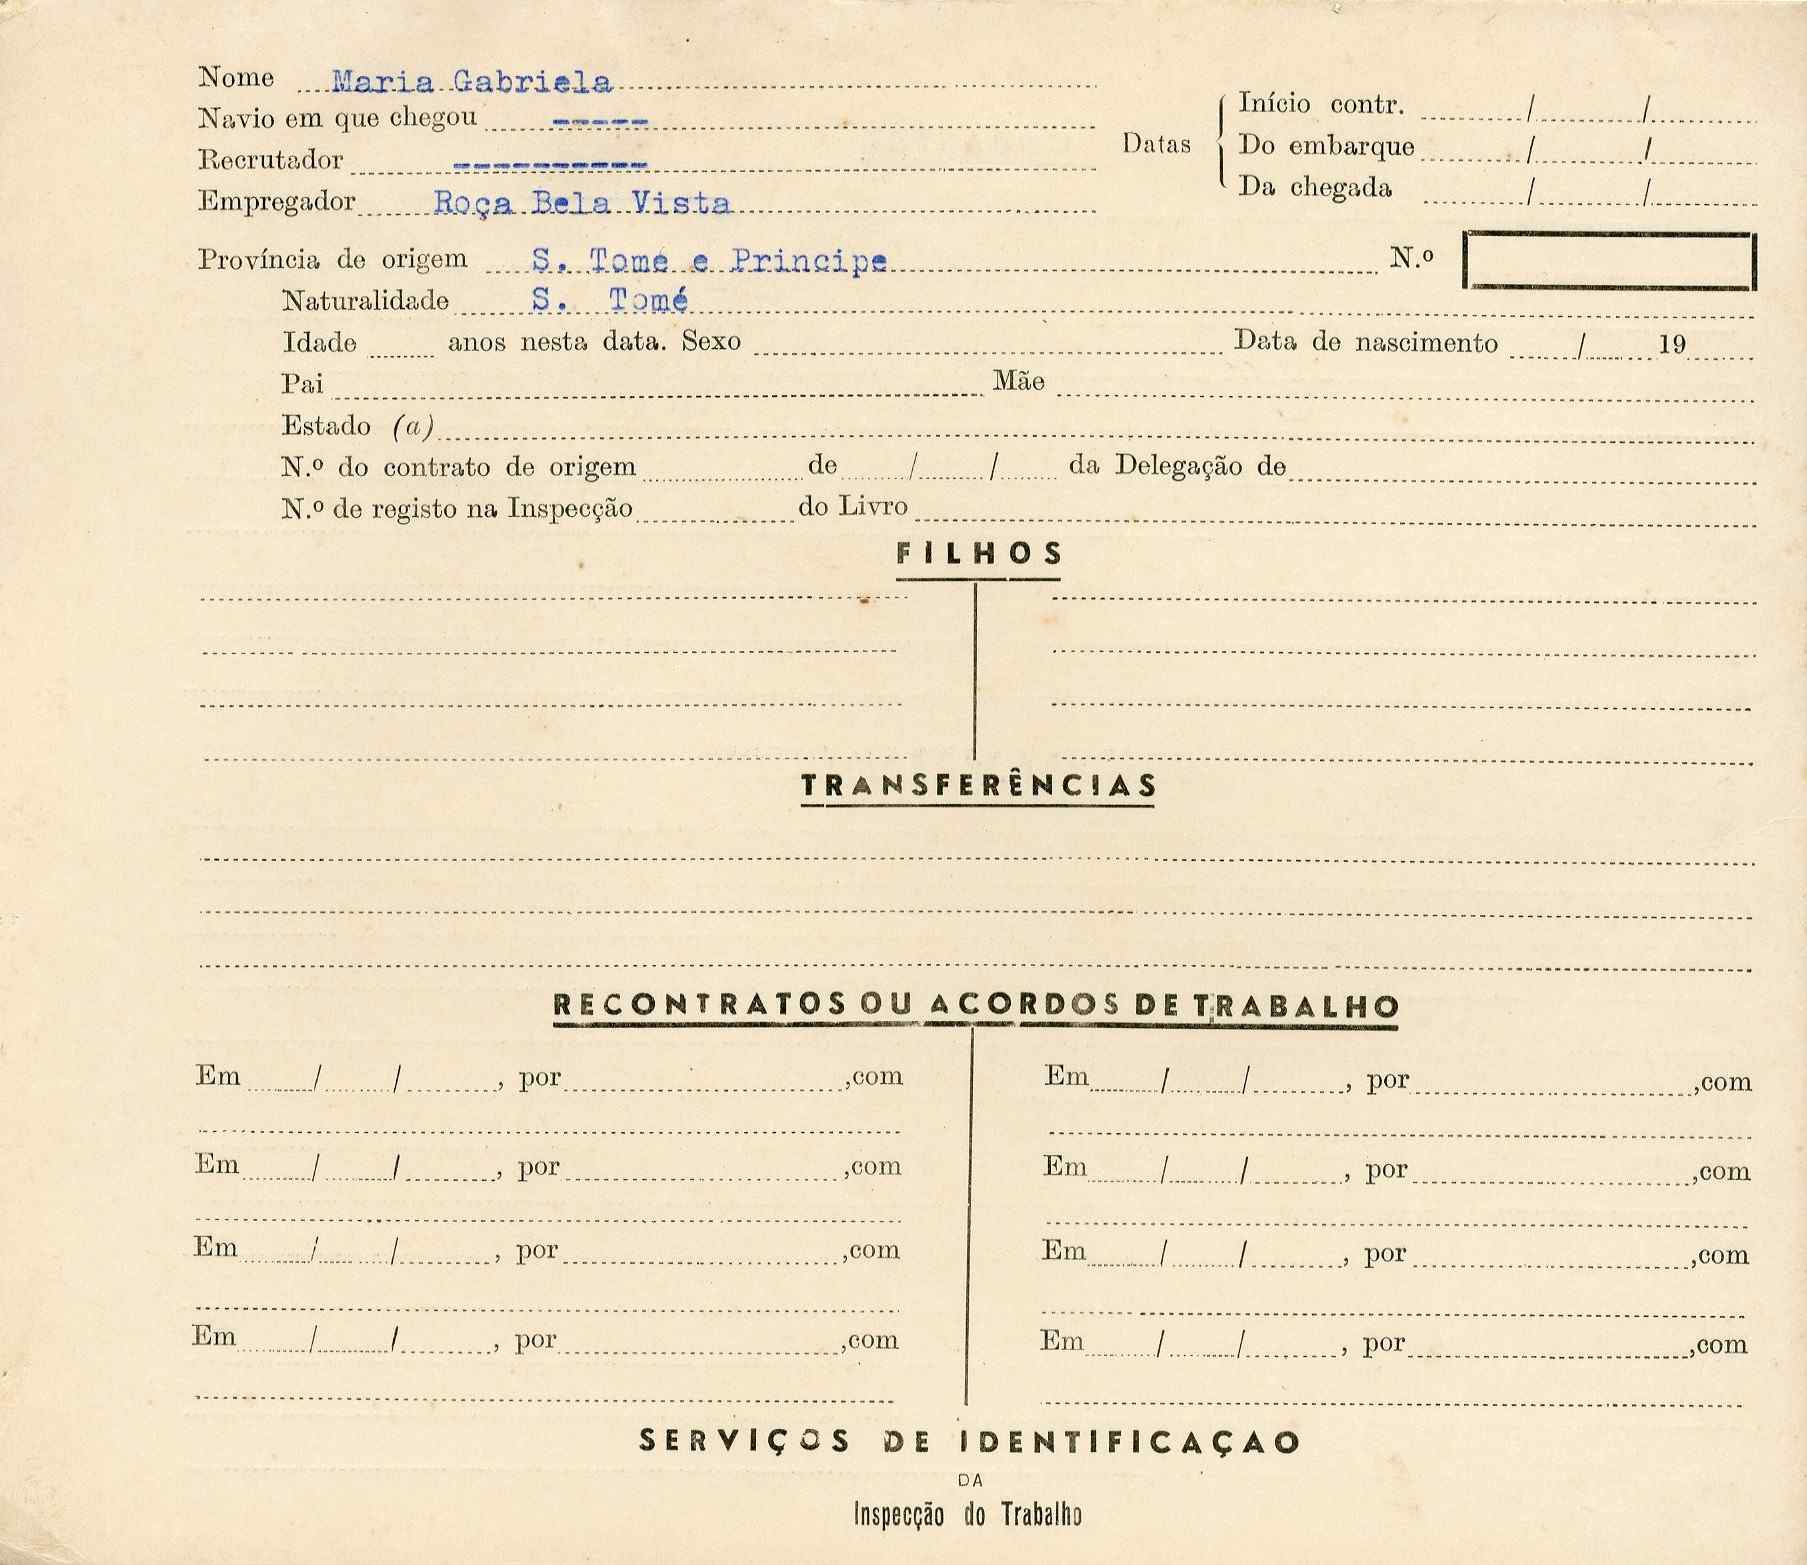 Nome Maria Gabriela
Navio em que chegou -----
Recrutador ----------
Empregador Roça Bela Vista
Datas
Início contr. / /
Do embarque / /
Da chegada / /
Província de origem S. Tomé e Principe N.º
Naturalidade S. Tomé
Idade anos nesta data. Sexo Data de nascimento / 19
Pai Mãe
Estado (a)
N.º do contrato de origem de / / da Delegação de
N.º de registo na Inspecção do Livro
FILHOS
TRANSFERÊNCIAS
RECONTRATOS OU ACORDOS DE TRABALHO
Em / / , por ,com Em / / , por ,com
Em / / , por ,com Em / / , por ,com
Em / / , por ,com Em / / , por ,com
Em / / , por ,com Em / / , por ,com
SERVIÇOS DE IDENTIFICAÇAO
DA
Inspecção do Trabalho